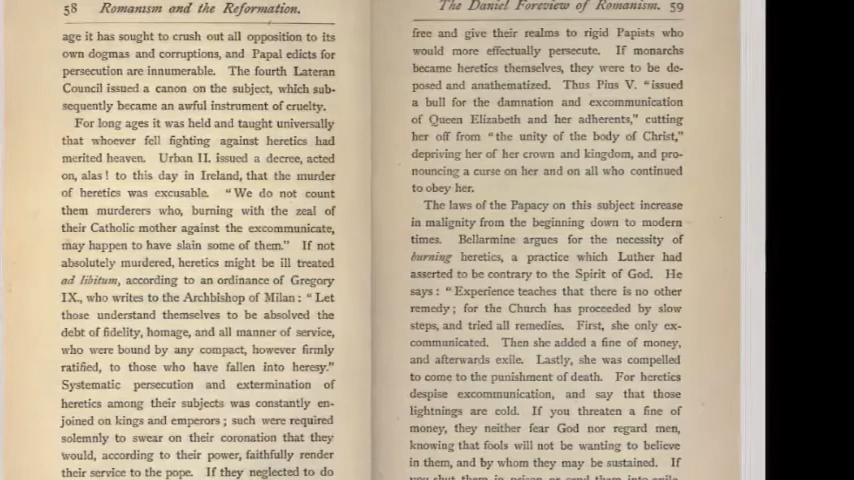 58 Romanism and the Reformation.
age it has sought to crush out all opposition to its
own dogmas and corruptions, and Papal edicts for
persecution are innumerable. The fourth Lateran
Council issued a canon on the subject, which sub-
sequently became an awful instrument of cruelty.
For long ages it was held and taught universally
that whoever fell fighting against heretics had
merited heaven. Urban II. issued a decree, acted
on, alas! to this day in Ireland, that the murder
of heretics was excusable. "We do not count
them murderers who, burning with the zeal of
their Catholic mother against the excommunicate,
may happen to have slain some of them." If not
absolutely murdered, heretics might be ill treated
ad libitum, according to an ordinance of Gregory
IX., who writes to the Archbishop of Milan: "Let
those understand themselves to be absolved the
debt of fidelity, homage, and all manner of service,
who were bound by any compact, however firmly
ratified, to those who have fallen into heresy."
Systematic persecution and extermination of
heretics among their subjects was constantly en-
joined on kings and emperors; such were required
solemnly to swear on their coronation that they
would, according to their power, faithfully render
their service to the pope. If they neglected to do
The Daniel Foreview of Romanism. 59
free and give their realms to rigid Papists who
would more effectually persecute. If monarchs
became heretics themselves, they were to be de-
posed and anathematized. Thus Pius V. "issued
a bull for the damnation and excommunication
of Queen Elizabeth and her adherents," cutting
her off from "the unity of the body of Christ,"
depriving her of her crown and kingdom, and pro-
nouncing a curse on her and on all who continued
to obey her.
The laws of the Papacy on this subject increase
in malignity from the beginning down to modern
times. Bellarmine argues for the necessity of
burning heretics, a practice which Luther had
asserted to be contrary to the Spirit of God. He
says: "Experience teaches that there is no other
remedy; for the Church has proceeded by slow
steps, and tried all remedies. First, she only ex-
communicated. Then she added a fine of money,
and afterwards exile. Lastly, she was compelled
to come to the punishment of death. For heretics
despise excommunication, and say that those
lightnings are cold. If you threaten a fine of
money, they neither fear God nor regard men,
knowing that fools will not be wanting to believe
in them, and by whom they may be sustained. If
you shut them in prison or send them into exile